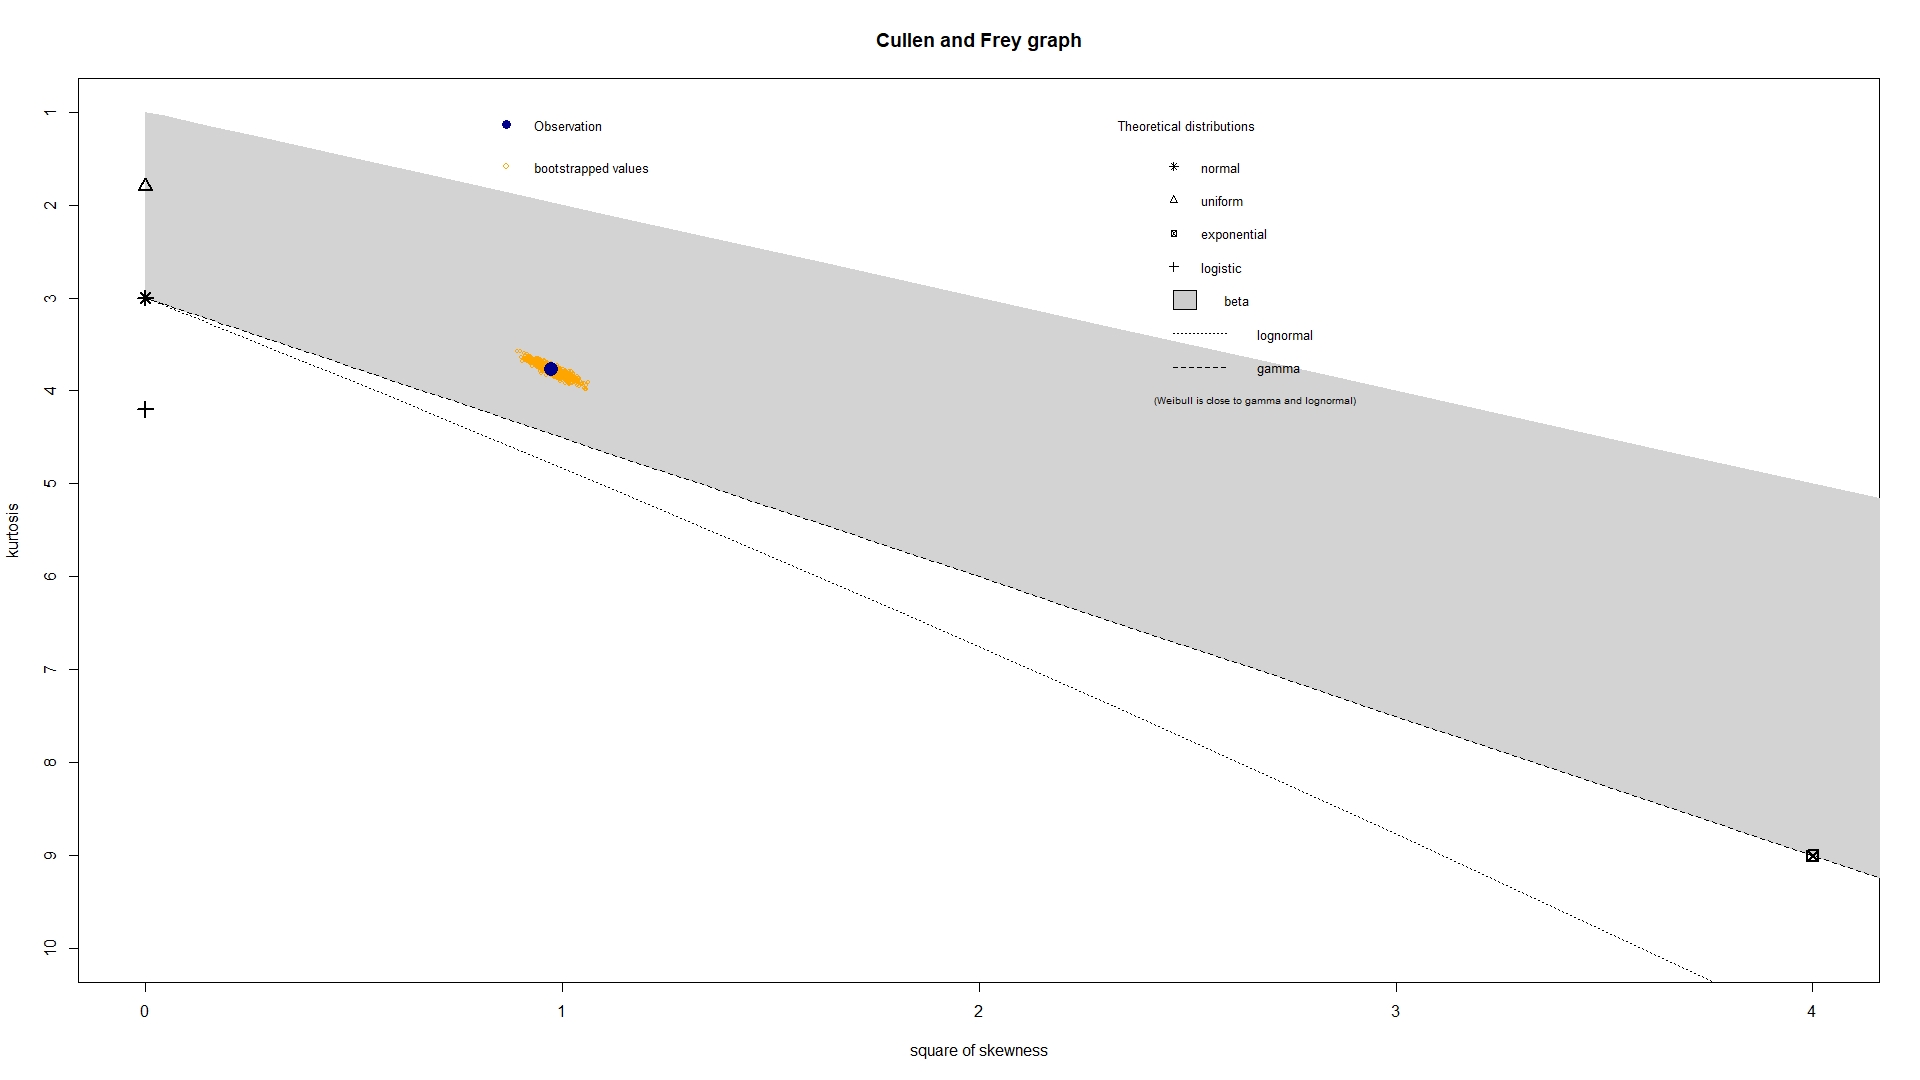 Cullen and Frey graph
Observation
bootstrapped values
Theoretical distributions
normal
uniform
exponential
logistic
beta
lognormal
gamma
(Weibull is close to gamma and lognormal)
kurtosis
1
2
3
4
5
6
7
8
9
10
0
1
2
3
4
square of skewness